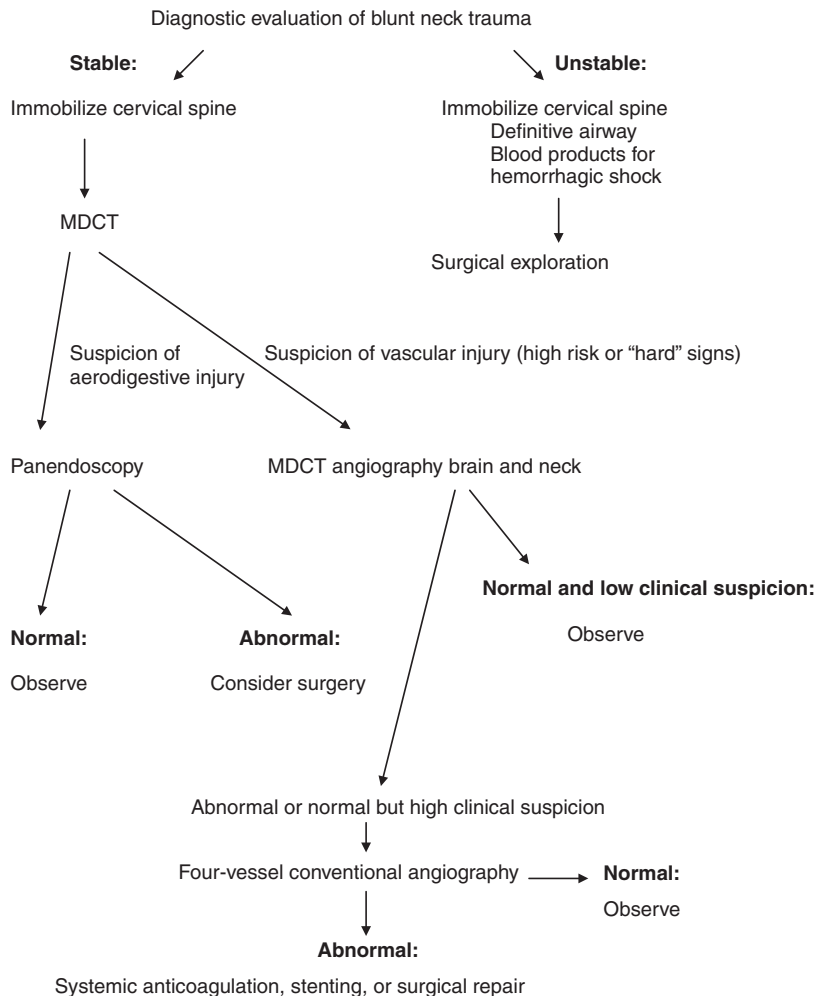 Diagnostic evaluation of blunt neck trauma
Stable:
Immobilize cervical spine
MDCT
Unstable:
Immobilize cervical spine
Definitive airway
Blood products for
hemorrhagic shock
Surgical exploration
Suspicion of
aerodigestive injury
Suspicion of vascular injury (high risk or “hard” signs)
Panendoscopy
MDCT angiography brain and neck
Normal:
Observe
Abnormal:
Consider surgery
Normal and low clinical suspicion:
Observe
Abnormal or normal but high clinical suspicion
Four-vessel conventional angiography
Normal:
Observe
Abnormal:
Systemic anticoagulation, stenting, or surgical repair